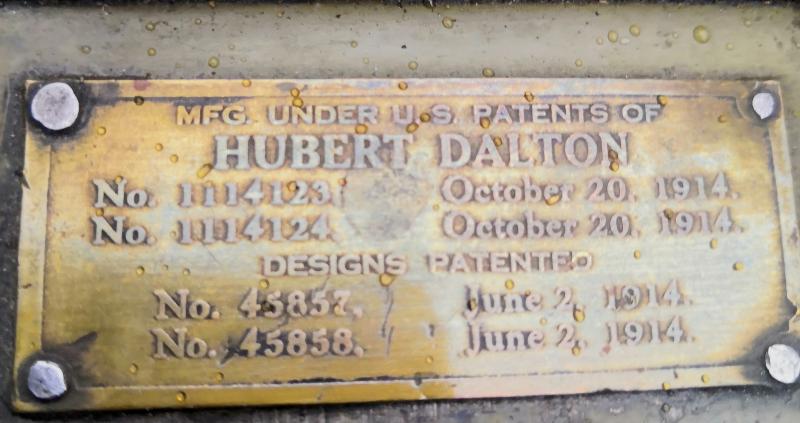 MFG. UNDER U.S. PATENTS OF
HUBERT DALTON
No. 1114123, October 20, 1914.
No. 1114124, October 20, 1914.
DESIGNS PATENTED
No. 45857, June 2, 1914.
No. 45858, June 2, 1914.